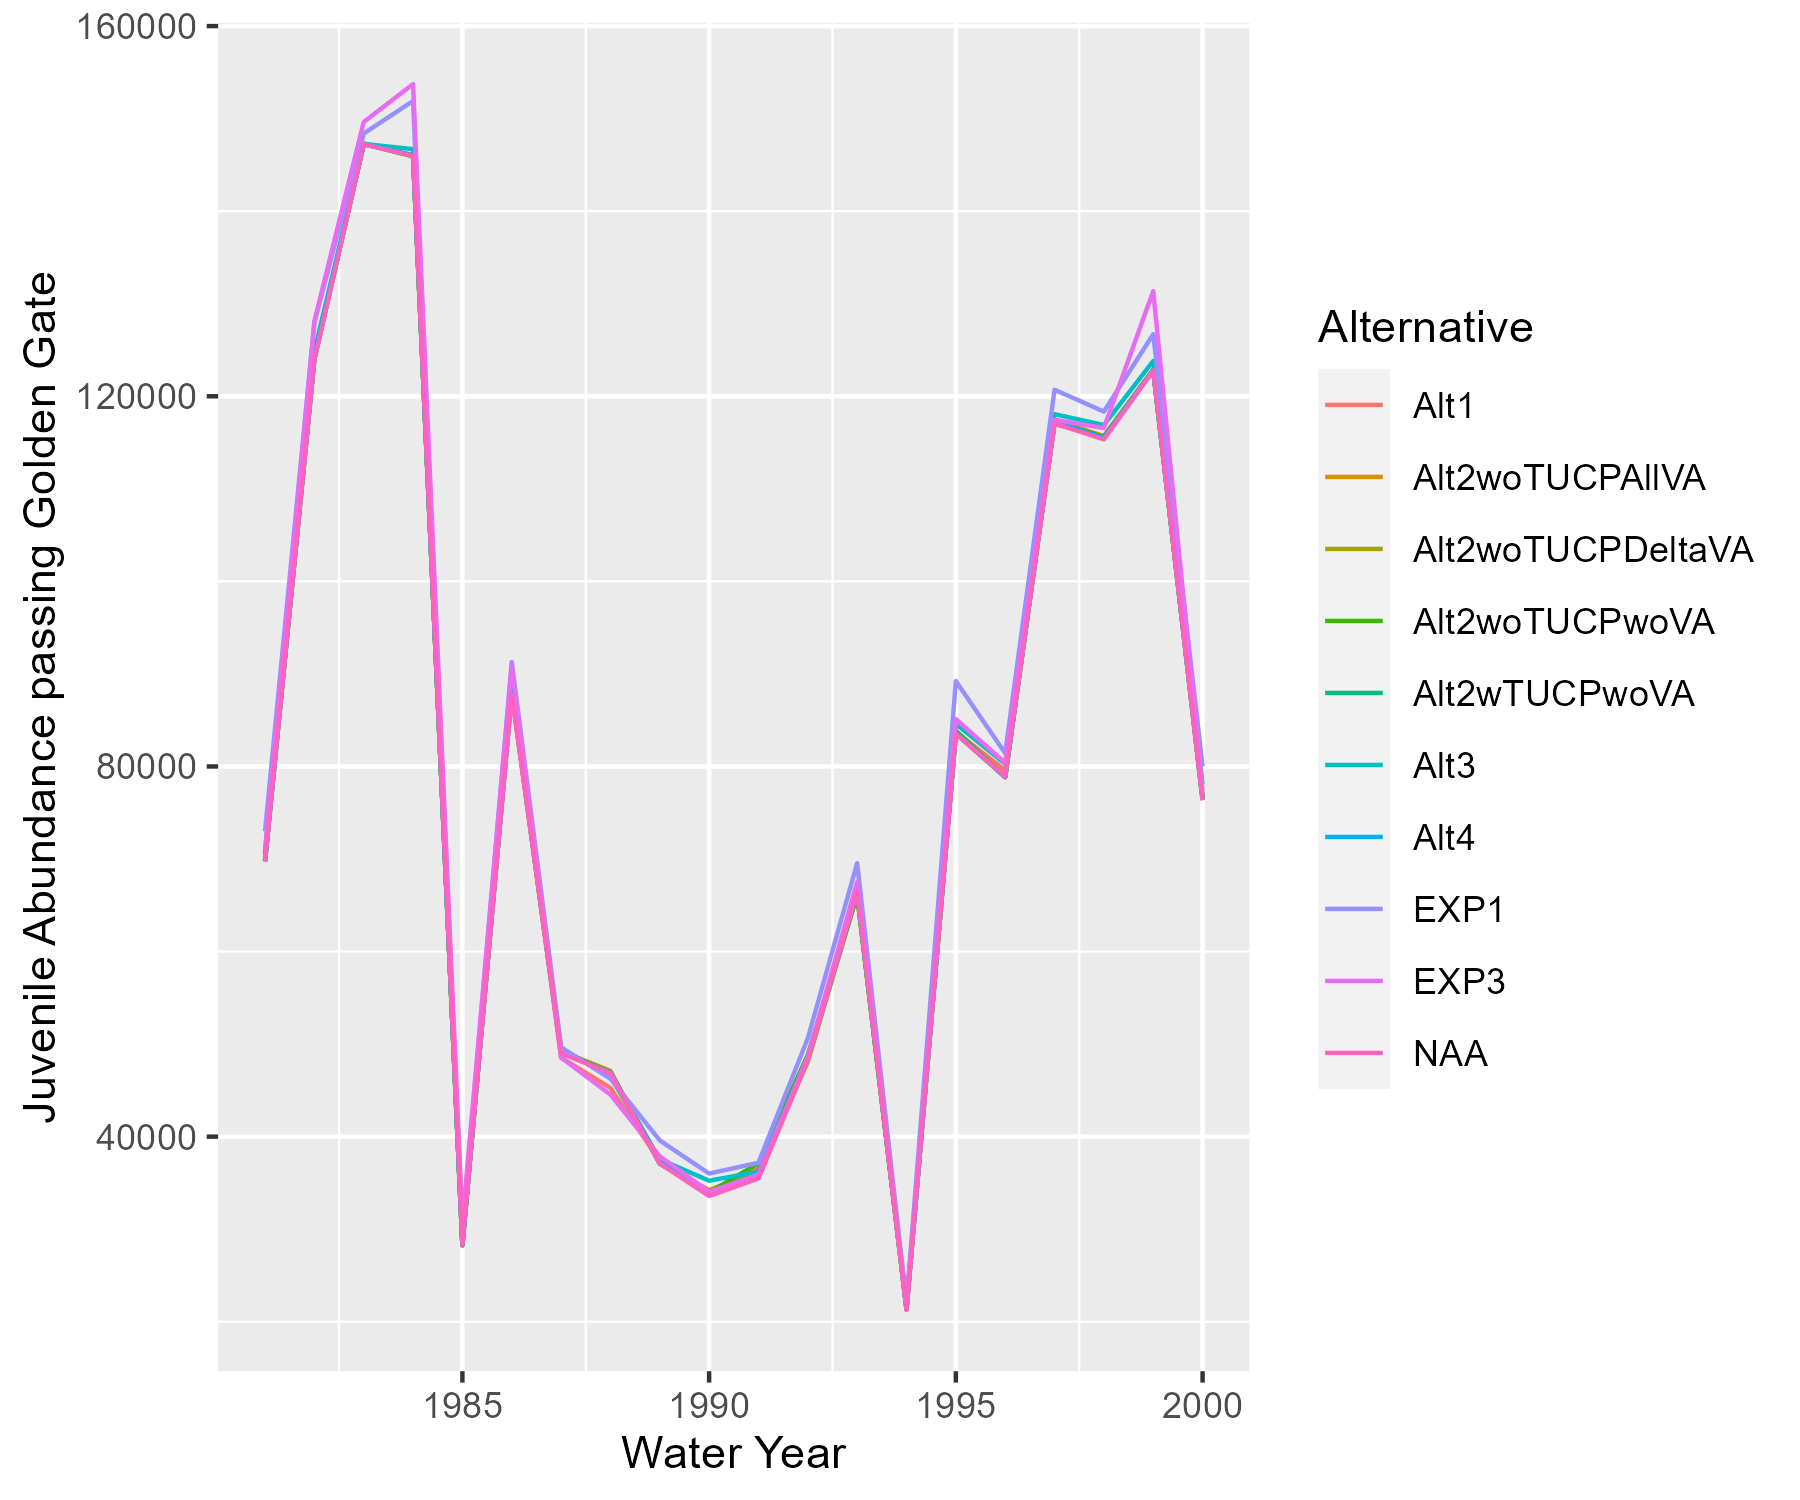 160000
120000
80000
40000
Juvenile Abundance passing Golden Gate
1985
1990
1995
2000
Water Year
Alternative
Alt1
Alt2woTUCPAllVA
Alt2woTUCPDeltaVA
Alt2woTUCPwoVA
Alt2wTUCPwoVA
Alt3
Alt4
EXP1
EXP3
NAA